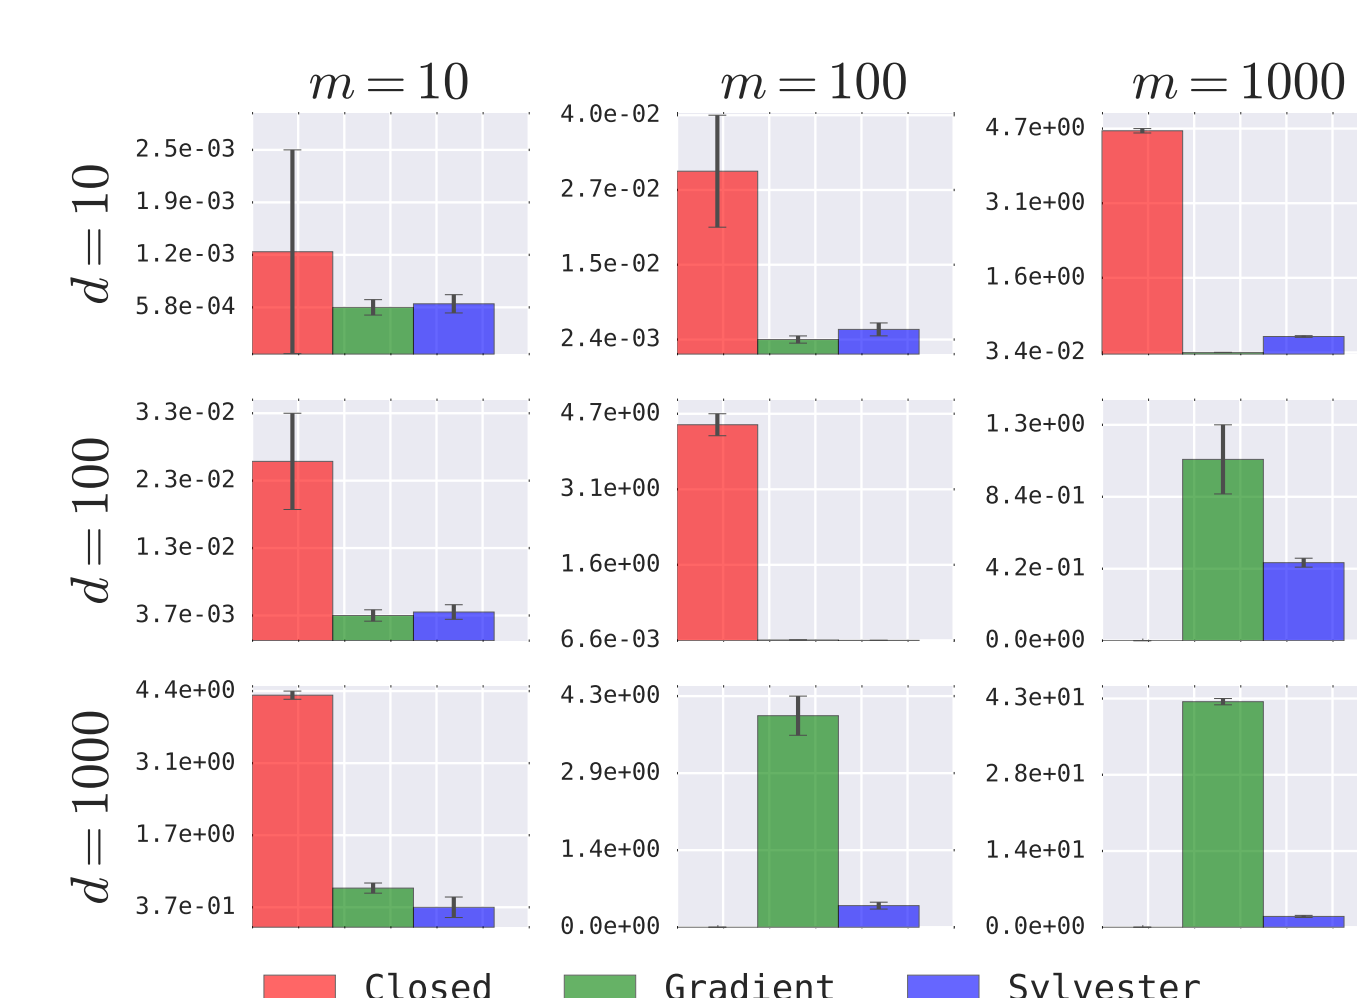 m = 10 m = 100 m = 1000
d = 10
2.5e-03
1.9e-03
1.2e-03
5.8e-04
4.0e-02
2.7e-02
1.5e-02
2.4e-03
4.7e+00
3.1e+00
1.6e+00
3.4e-02
d = 100
3.3e-02
2.3e-02
1.3e-02
3.7e-03
4.7e+00
3.1e+00
1.6e+00
6.6e-03
1.3e+00
8.4e-01
4.2e-01
0.0e+00
d = 1000
4.4e+00
3.1e+00
1.7e+00
3.7e-01
4.3e+00
2.9e+00
1.4e+00
0.0e+00
4.3e+01
2.8e+01
1.4e+01
0.0e+00
Closed Gradient Sylvester